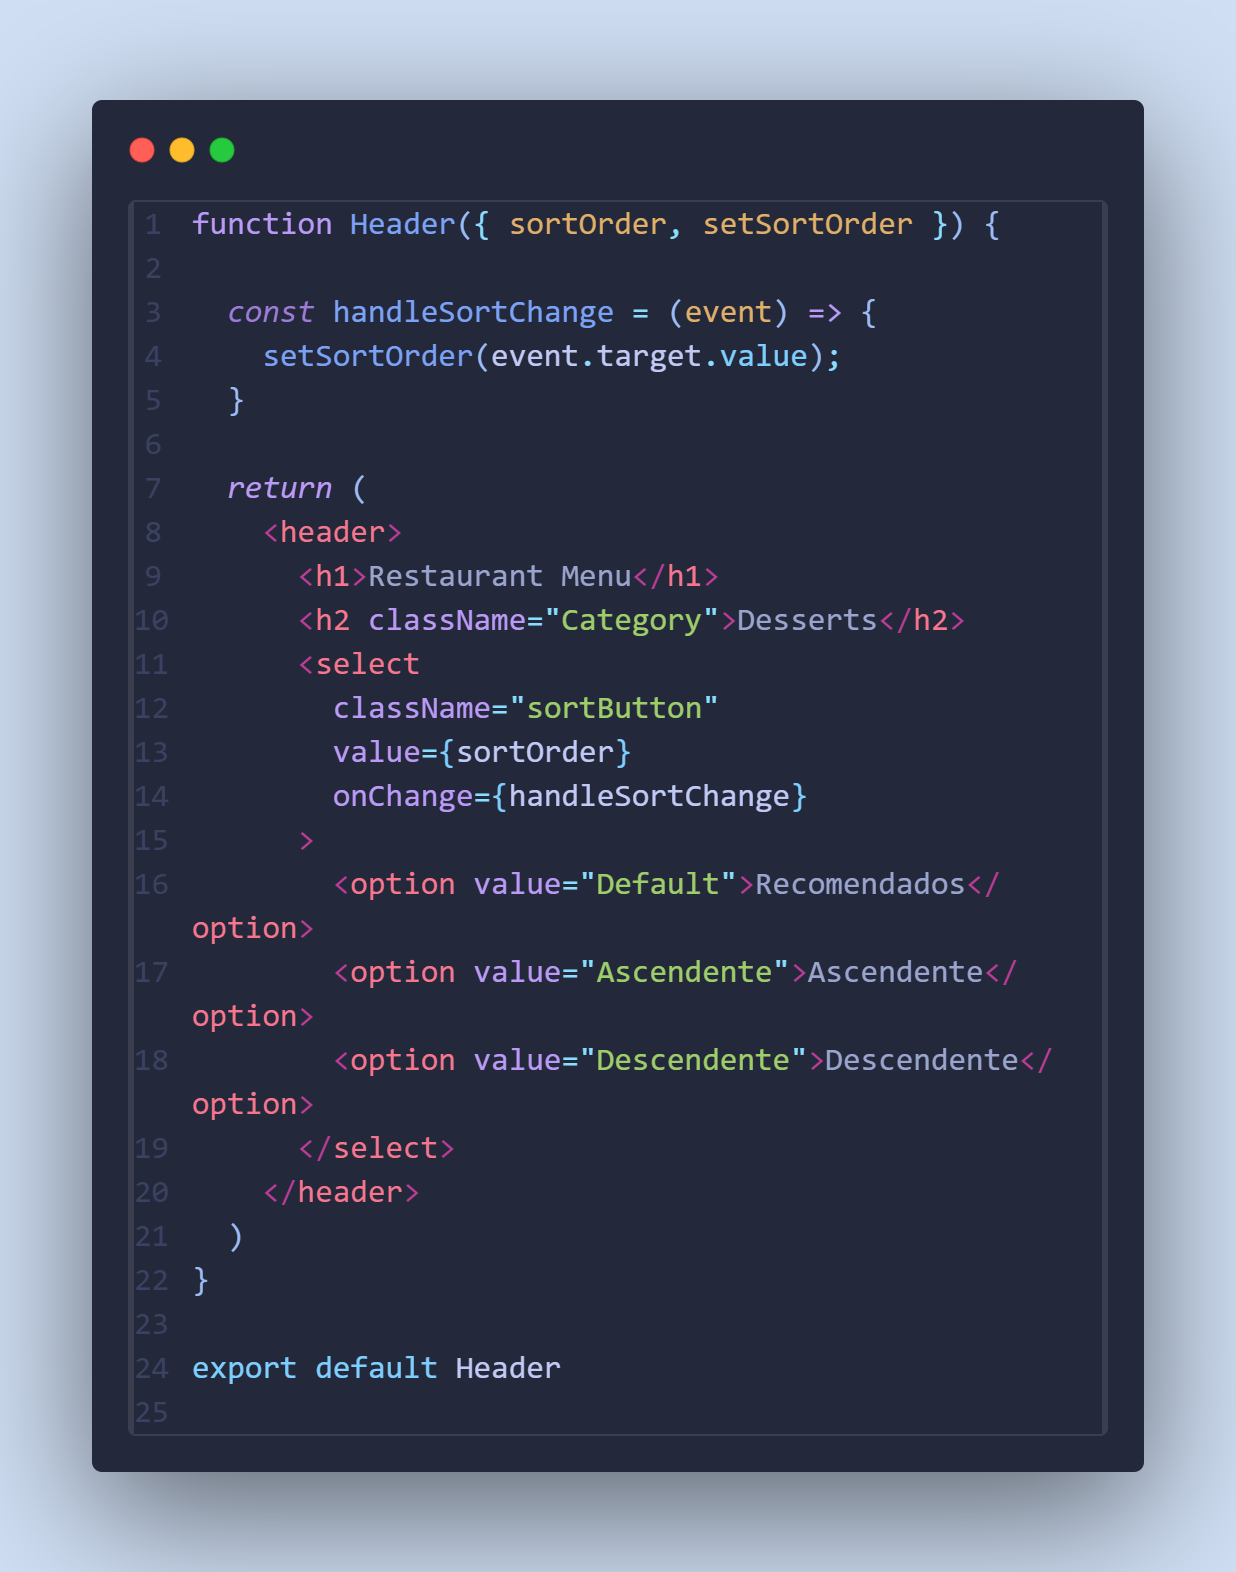 1 function Header({ sortOrder, setSortOrder }) {
2
3   const handleSortChange = (event) => {
4     setSortOrder(event.target.value);
5   }
6
7   return (
8     <header>
9       <h1>Restaurant Menu</h1>
10       <h2 className="Category">Desserts</h2>
11       <select
12         className="sortButton"
13         value={sortOrder}
14         onChange={handleSortChange}
15       >
16         <option value="Default">Recomendados</
option>
17         <option value="Ascendente">Ascendente</
option>
18         <option value="Descendente">Descendente</
option>
19       </select>
20     </header>
21   )
22 }
23
24 export default Header
25